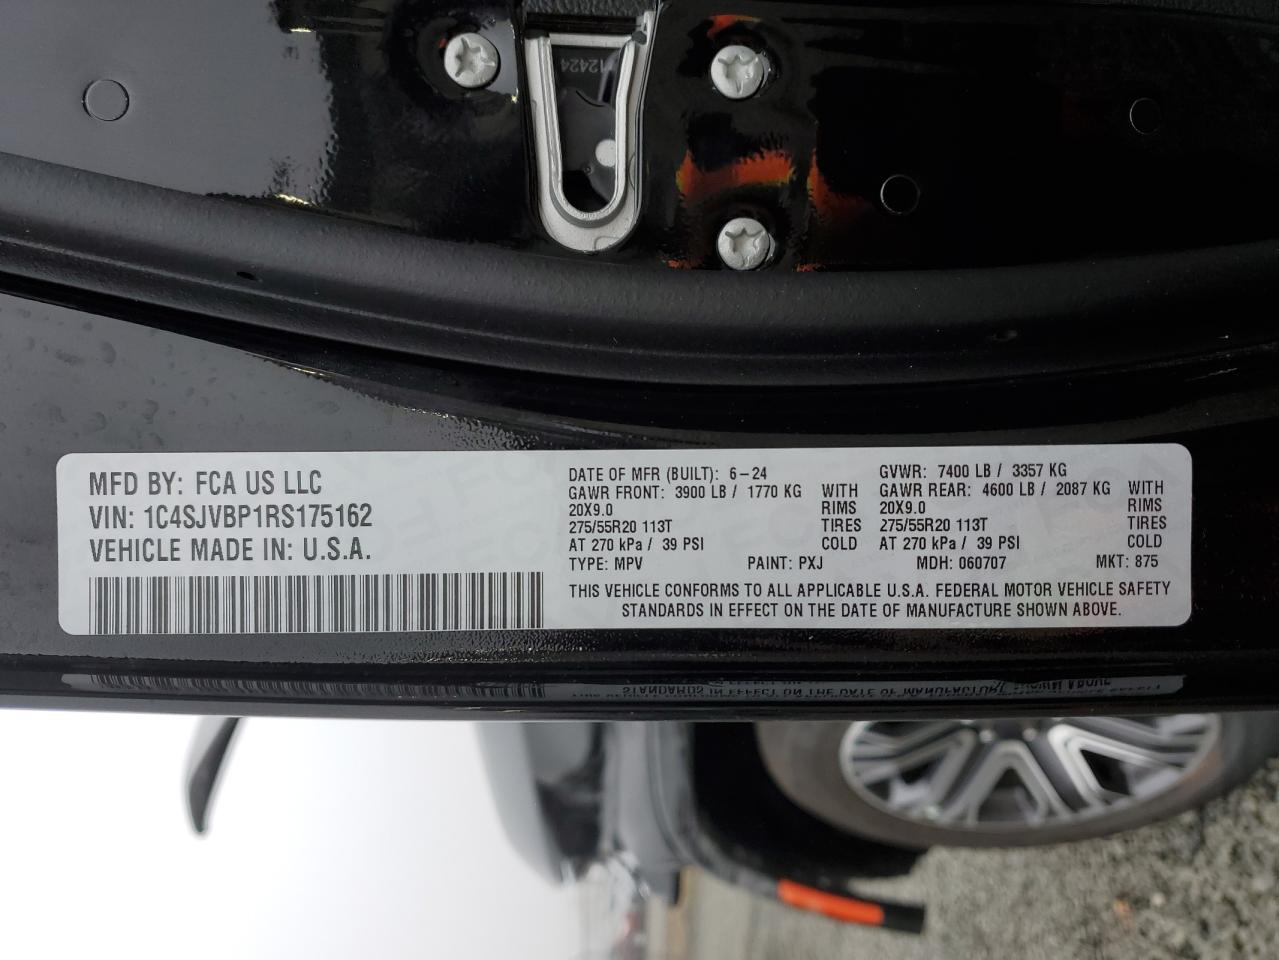 12424
MFD BY: FCA US LLC
VIN: 1C4SJVBP1RS175162
VEHICLE MADE IN: U.S.A.
DATE OF MFR (BUILT): 6-24 GVWR: 7400 LB / 3357 KG
GAWR FRONT: 3900 LB / 1770 KG WITH GAWR REAR: 4600 LB / 2087 KG WITH
20X9.0 RIMS 20X9.0 RIMS
275/55R20 113T TIRES 275/55R20 113T TIRES
AT 270 kPa / 39 PSI COLD AT 270 kPa / 39 PSI COLD
TYPE: MPV PAINT: PXJ MDH: 060707 MKT: 875
THIS VEHICLE CONFORMS TO ALL APPLICABLE U.S.A. FEDERAL MOTOR VEHICLE SAFETY
STANDARDS IN EFFECT ON THE DATE OF MANUFACTURE SHOWN ABOVE.